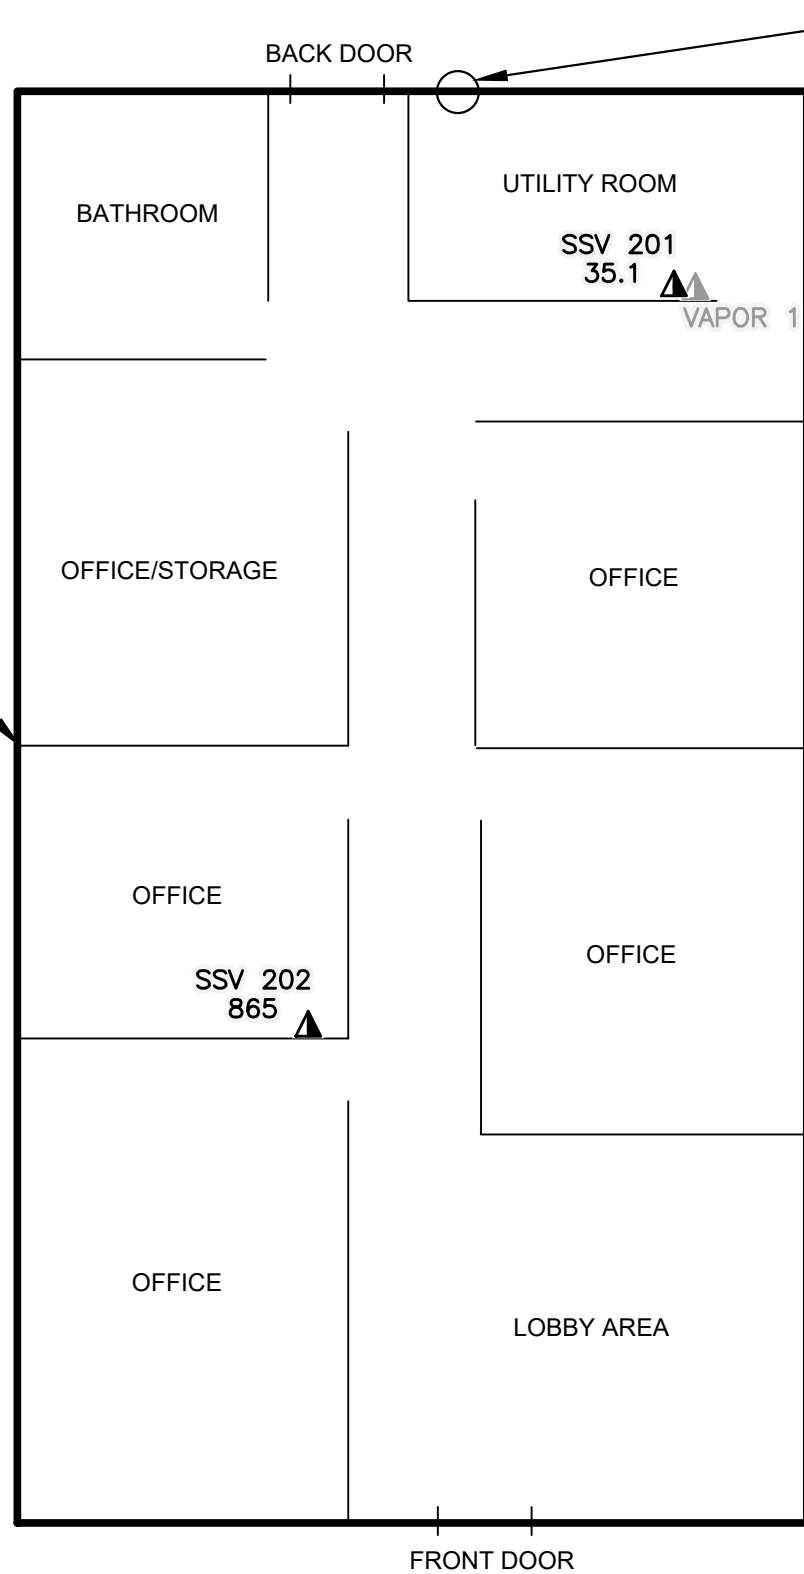 BACK DOOR
BATHROOM
UTILITY ROOM
SSV 201
35.1
VAPOR 1
OFFICE/STORAGE
OFFICE
OFFICE
OFFICE
SSV 202
865
OFFICE
LOBBY AREA
FRONT DOOR